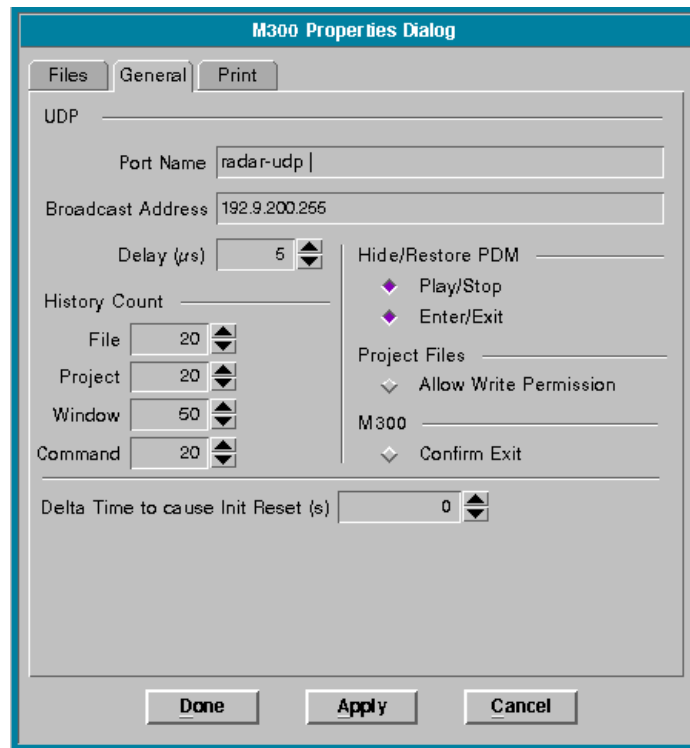 M300 Properties Dialog
Files General Print
UDP
Port Name radar-udp
Broadcast Address 192.9.200.255
Delay (µs) 5
Hide/Restore PDM
Play/Stop
Enter/Exit
History Count
File 20
Project 20
Window 50
Command 20
Project Files
Allow Write Permission
M300
Confirm Exit
Delta Time to cause Init Reset (s) 0
Done Apply Cancel